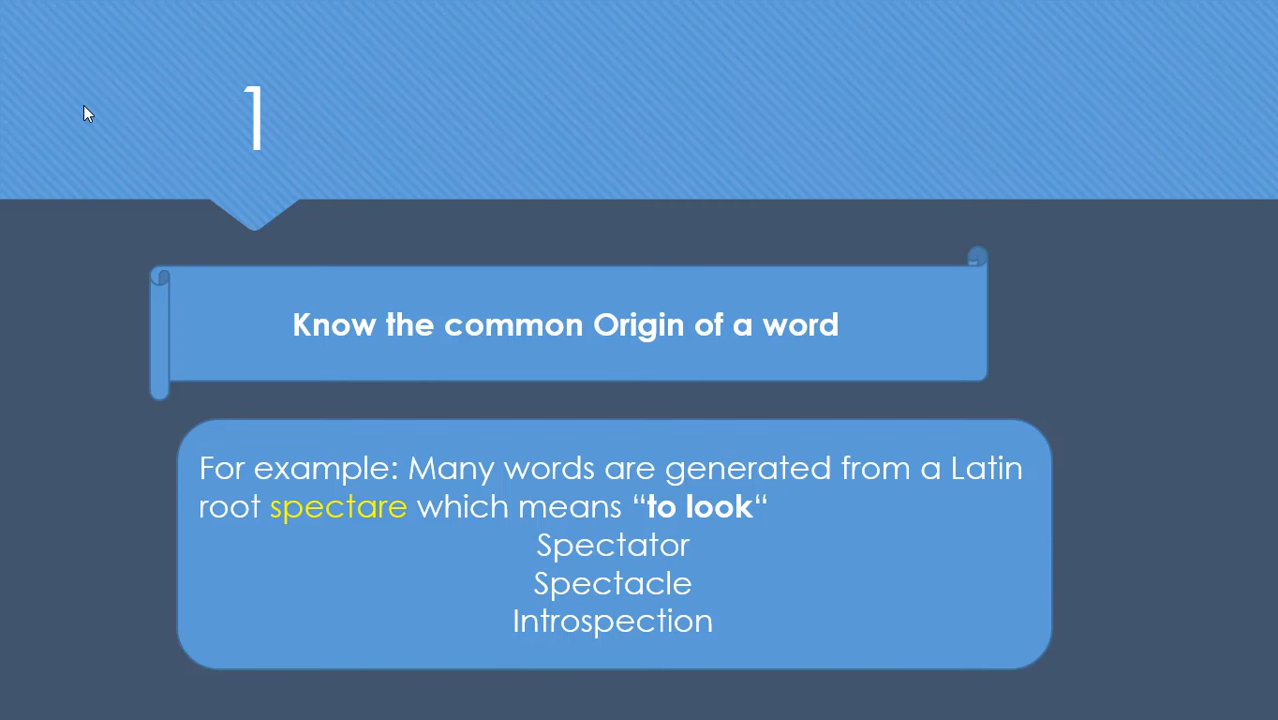 1
Know the common Origin of a word
For example: Many words are generated from a Latin
root spectare which means “to look“
Spectator
Spectacle
Introspection